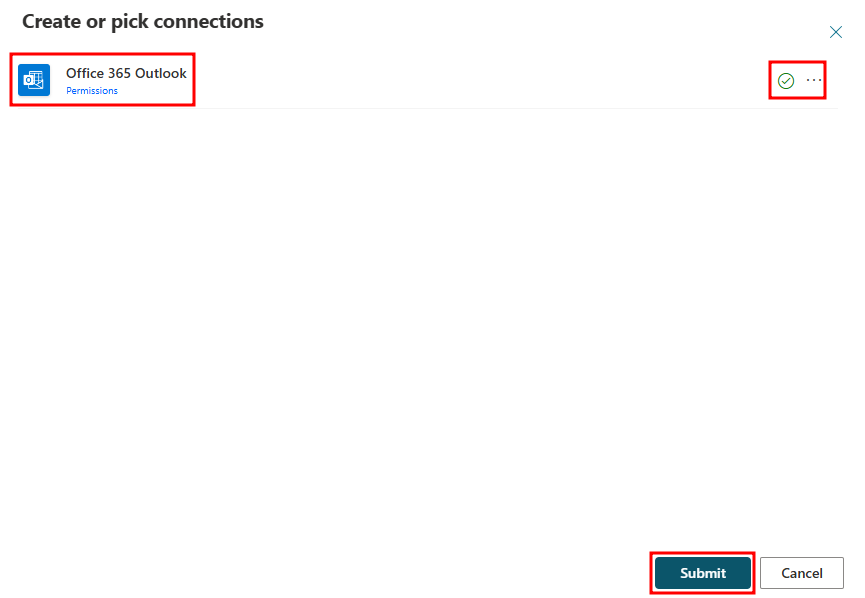 Create or pick connections
Office 365 Outlook
Permissions
Submit
Cancel